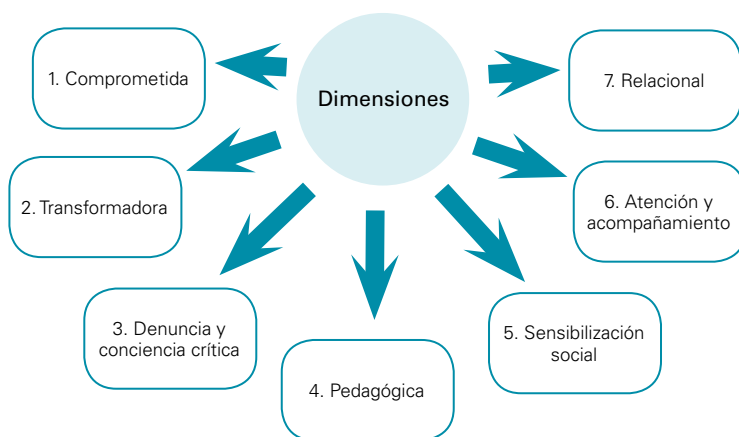 Dimensiones
1. Comprometida
2. Transformadora
3. Denuncia y
conciencia crítica
4. Pedagógica
5. Sensibilización
social
6. Atención y
acompañamiento
7. Relacional